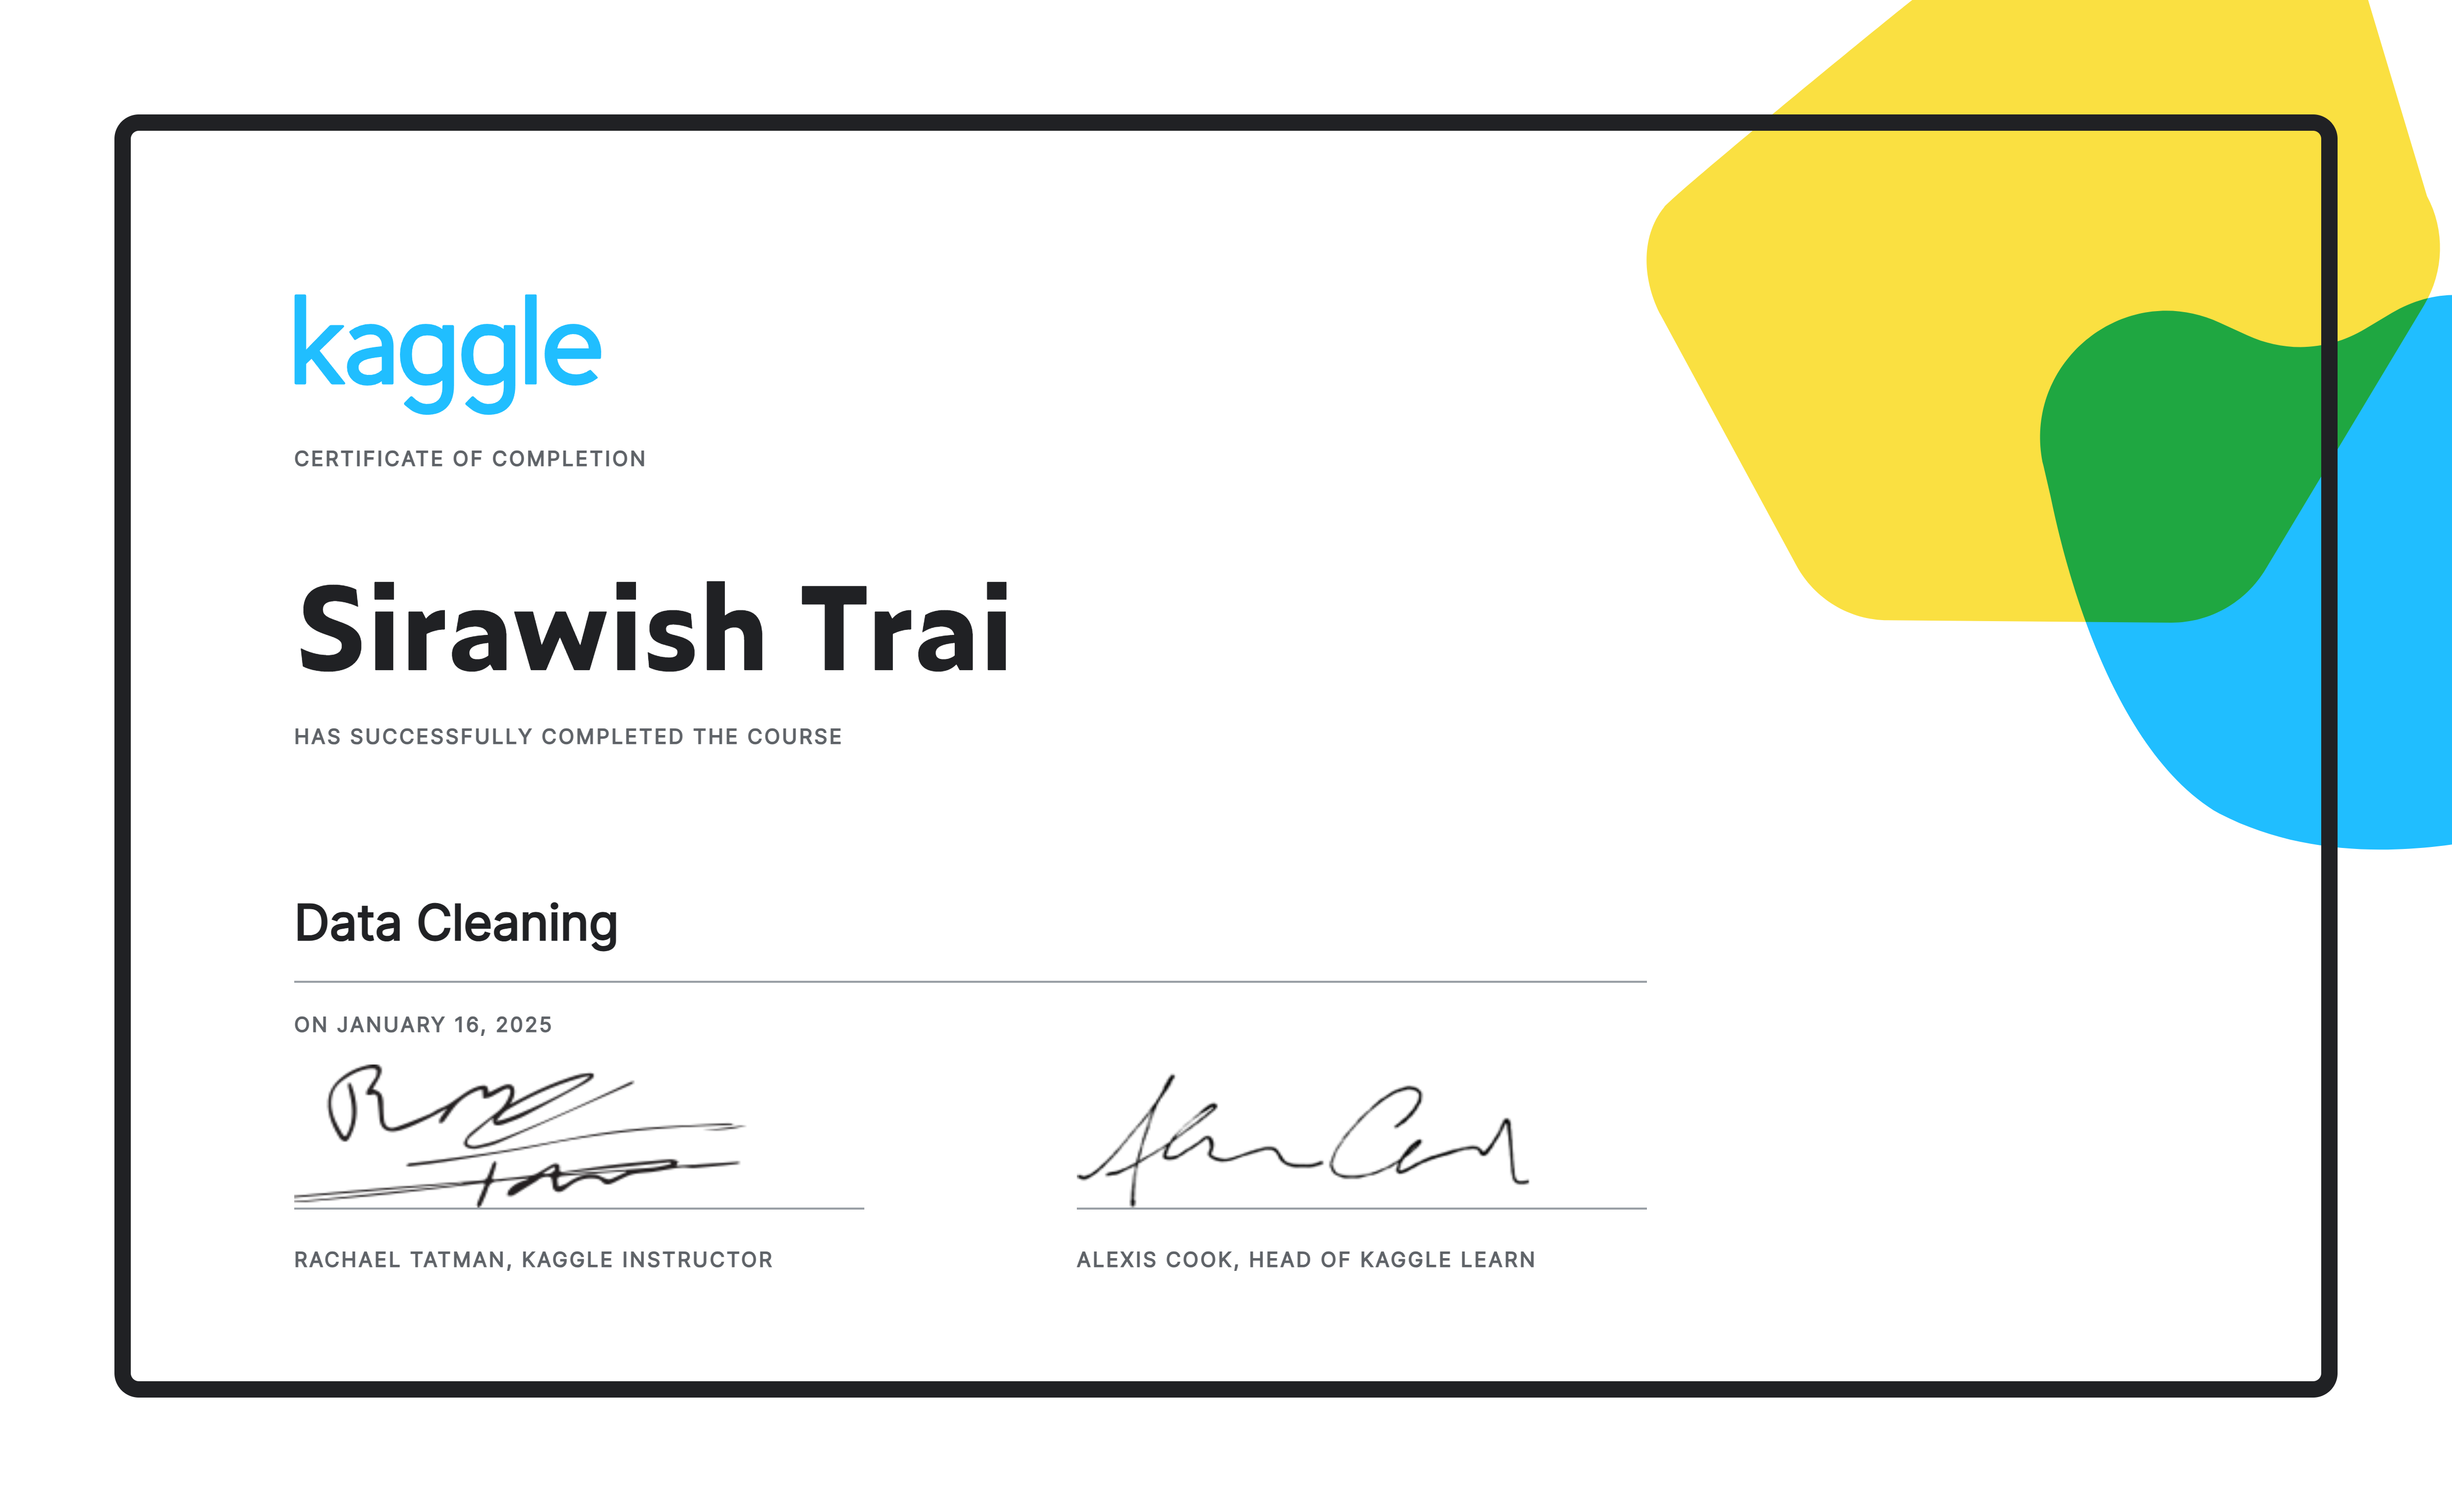 kaggle
CERTIFICATE OF COMPLETION
Sirawish Trai
HAS SUCCESSFULLY COMPLETED THE COURSE
Data Cleaning
ON JANUARY 16, 2025
RACHAEL TATMAN, KAGGLE INSTRUCTOR
ALEXIS COOK, HEAD OF KAGGLE LEARN